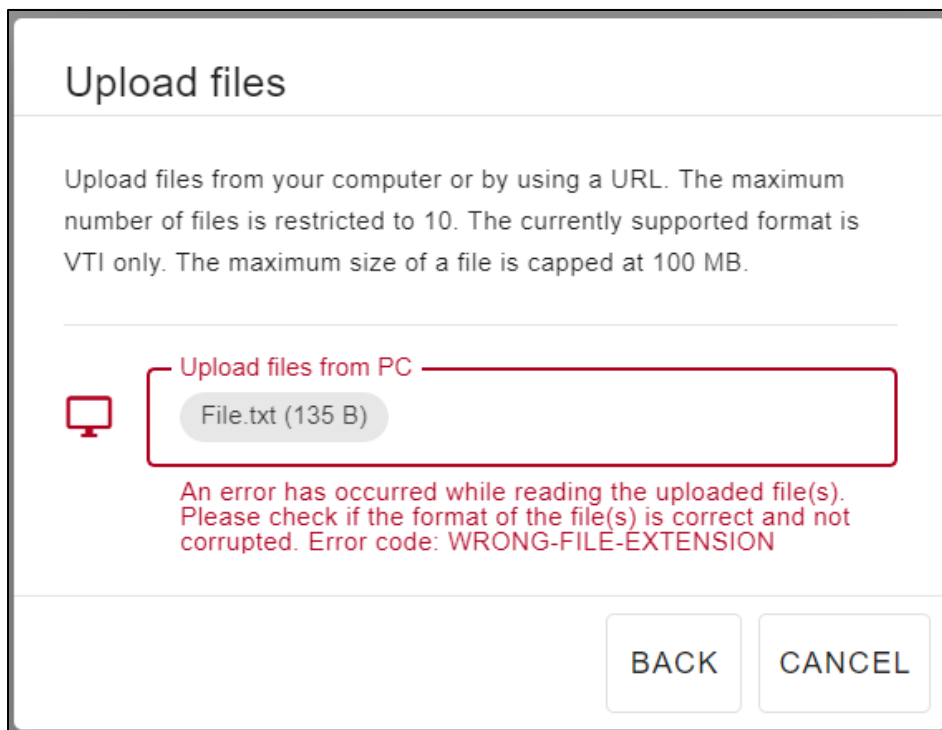 Upload files
Upload files from your computer or by using a URL. The maximum
number of files is restricted to 10. The currently supported format is
VTI only. The maximum size of a file is capped at 100 MB.
Upload files from PC
File.txt (135 B)
An error has occurred while reading the uploaded file(s).
Please check if the format of the file(s) is correct and not
corrupted. Error code: WRONG-FILE-EXTENSION
BACK CANCEL